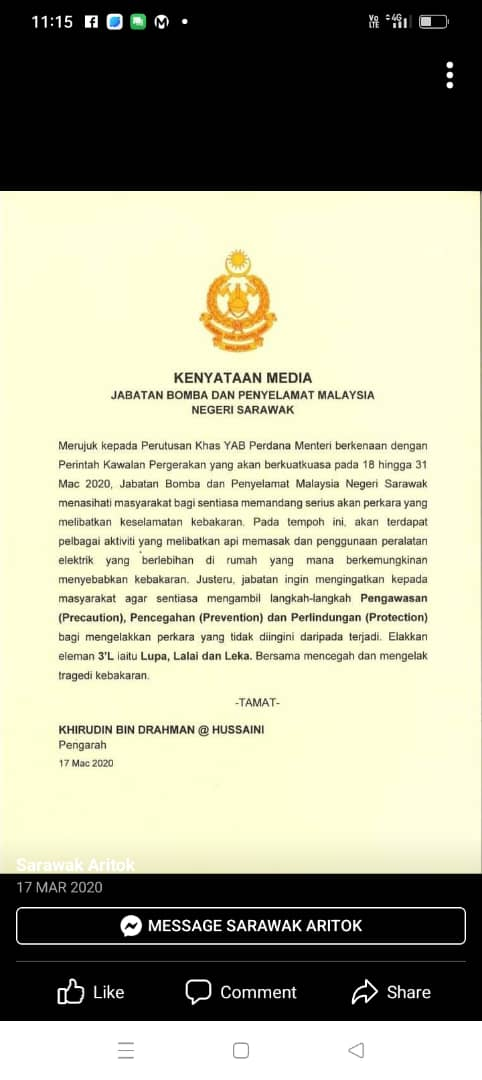 11:15
Vo
LTE
4G
KENYATAAN MEDIA
JABATAN BOMBA DAN PENYELAMAT MALAYSIA
NEGERI SARAWAK
Merujuk kepada Perutusan Khas YAB Perdana Menteri berkenaan dengan
Perintah Kawalan Pergerakan yang akan berkuatkuasa pada 18 hingga 31
Mac 2020, Jabatan Bomba dan Penyelamat Malaysia Negeri Sarawak
menasihati masyarakat bagi sentiasa memandang serius akan perkara yang
melibatkan keselamatan kebakaran. Pada tempoh ini, akan terdapat
pelbagai aktiviti yang melibatkan api memasak dan penggunaan peralatan
elektrik yang berlebihan di rumah yang mana berkemungkinan
menyebabkan kebakaran. Justeru, jabatan ingin mengingatkan kepada
masyarakat agar sentiasa mengambil langkah-langkah Pengawasan
(Precaution), Pencegahan (Prevention) dan Perlindungan (Protection)
bagi mengelakkan perkara yang tidak diingini daripada terjadi. Elakkan
eleman 3'L iaitu Lupa, Lalai dan Leka. Bersama mencegah dan mengelak
tragedi kebakaran.
-TAMAT-
KHIRUDIN BIN DRAHMAN @ HUSSAINI
Pengarah
17 Mac 2020
Sarawak Aritok
17 MAR 2020
MESSAGE SARAWAK ARITOK
Like
Comment
Share